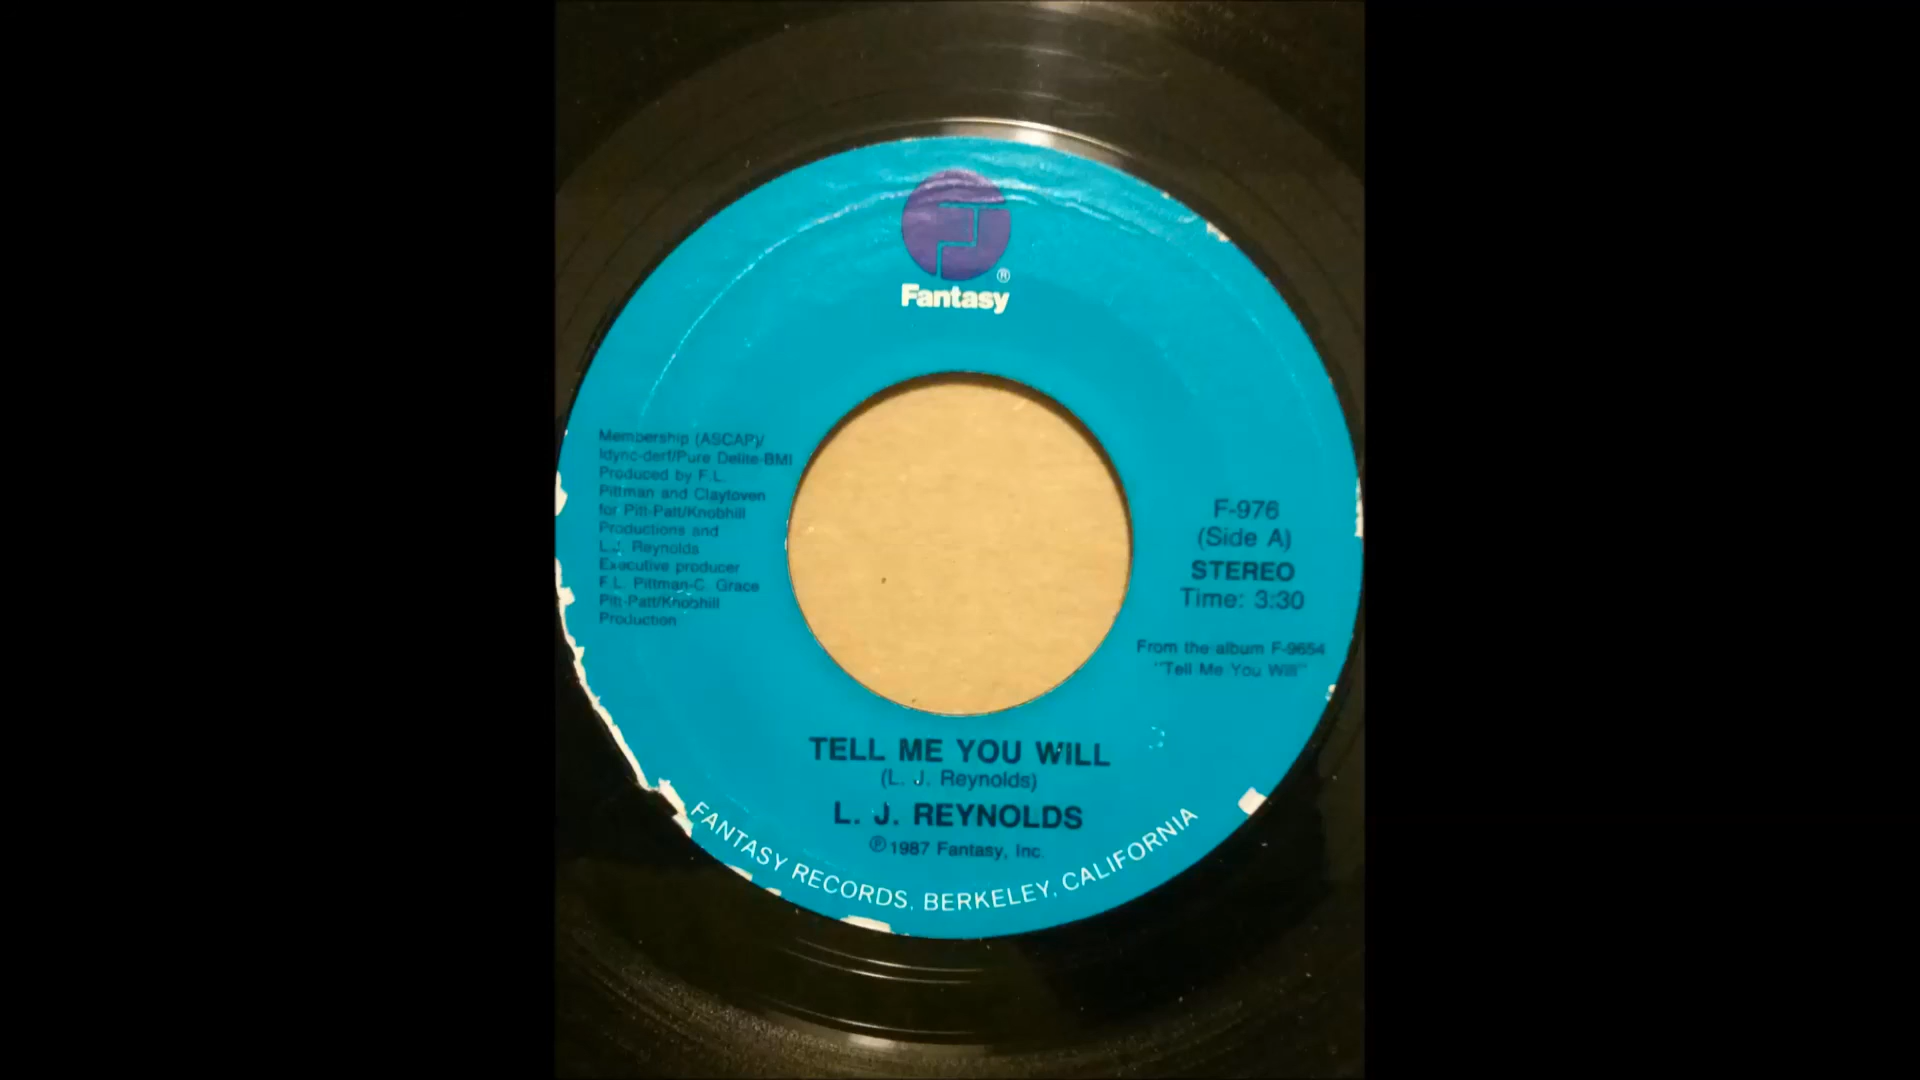 Fantasy®
Membership (ASCAP)/
Idync-derf/Pure Delite-BMI
Produced by F.L.
Pittman and Claytoven
for Pitt-Patt/Knobhill
Productions and
L.J. Reynolds
Executive producer
F.L. Pittman-C. Grace
Pitt-Patt/Knobhill
Production
F-976
(Side A)
STEREO
Time: 3:30
From the album F-9654
"Tell Me You Will"
TELL ME YOU WILL
(L. J. Reynolds)
L. J. REYNOLDS
℗ 1987 Fantasy, Inc.
FANTASY RECORDS, BERKELEY, CALIFORNIA